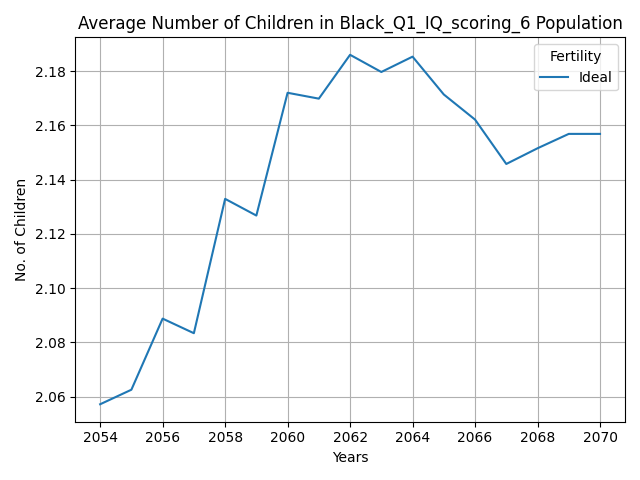 Average Number of Children in Black_Q1_IQ_scoring_6 Population
Fertility
Ideal
2.18
2.16
2.14
2.12
2.10
2.08
2.06
No. of Children
2054 2056 2058 2060 2062 2064 2066 2068 2070
Years